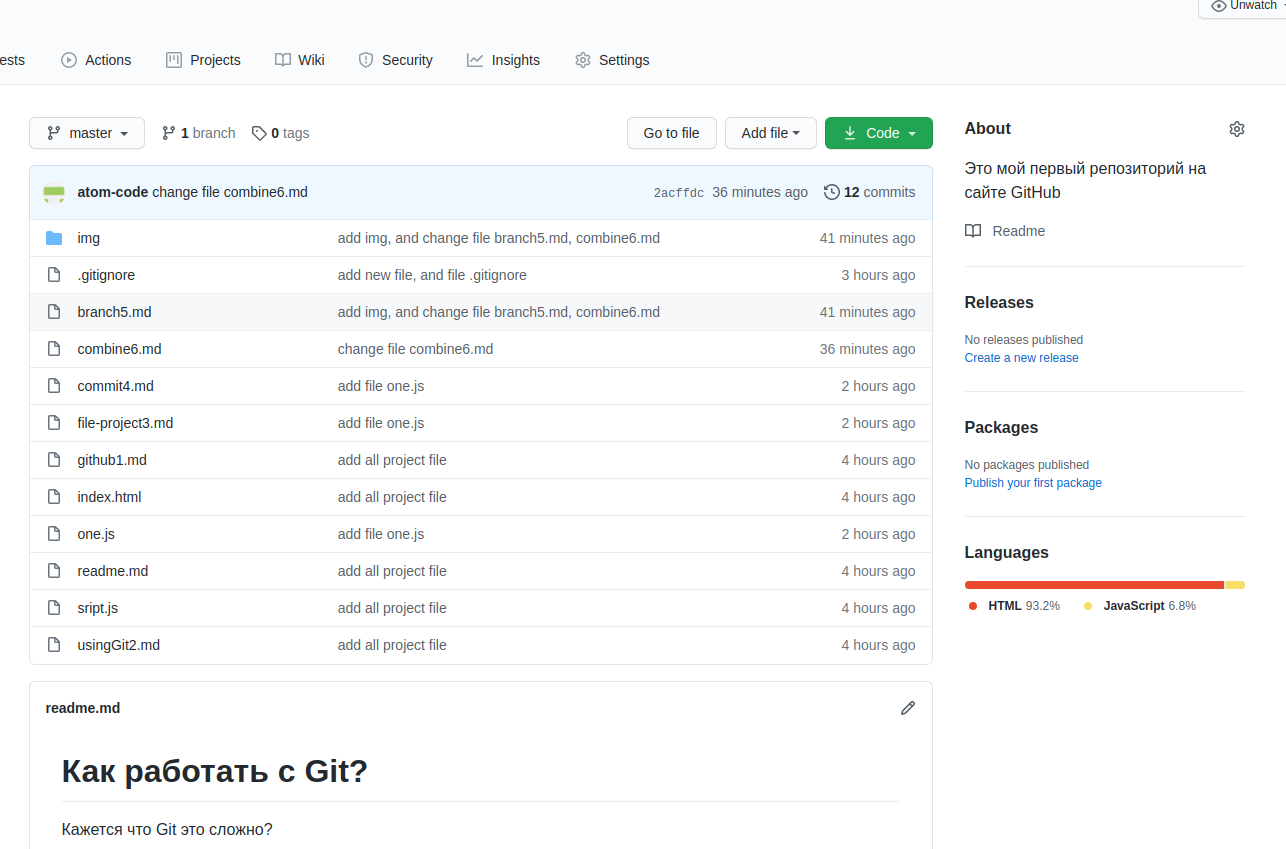 Unwatch
ests Actions Projects Wiki Security Insights Settings
master 1 branch 0 tags Go to file Add file Code
atom-code change file combine6.md 2acffdc 36 minutes ago 12 commits
img add img, and change file branch5.md, combine6.md 41 minutes ago
.gitignore add new file, and file .gitignore 3 hours ago
branch5.md add img, and change file branch5.md, combine6.md 41 minutes ago
combine6.md change file combine6.md 36 minutes ago
commit4.md add file one.js 2 hours ago
file-project3.md add file one.js 2 hours ago
github1.md add all project file 4 hours ago
index.html add all project file 4 hours ago
one.js add file one.js 2 hours ago
readme.md add all project file 4 hours ago
sript.js add all project file 4 hours ago
usingGit2.md add all project file 4 hours ago
readme.md
Как работать с Git?
Кажется что Git это сложно?
About
Это мой первый репозиторий на
сайте GitHub
Readme
Releases
No releases published
Create a new release
Packages
No packages published
Publish your first package
Languages
HTML 93.2% JavaScript 6.8%